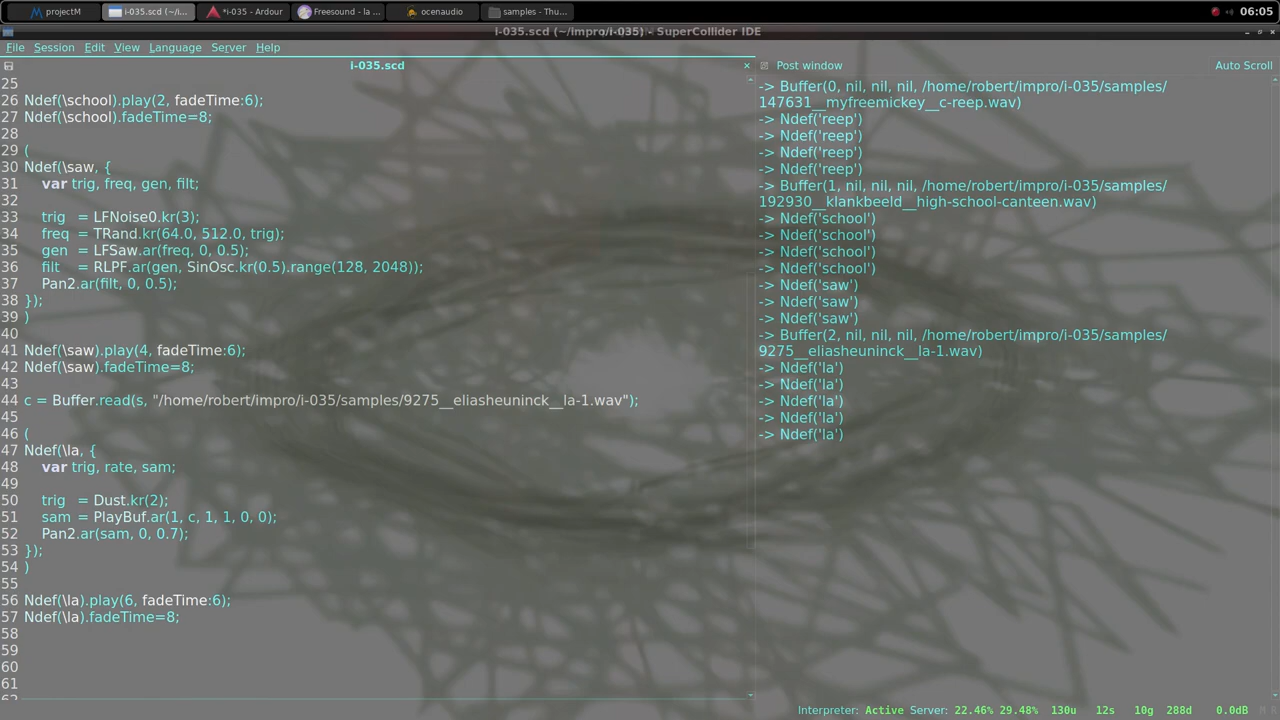 projectM
i-035.scd (~/i...
*i-035 - Ardour
Freesound - la ...
ocenaudio
samples - Thu...
06:05
i-035.scd (~/impro/i-035) - SuperCollider IDE
File Session Edit View Language Server Help
i-035.scd
Post window
Auto Scroll
25
26 Ndef(\school).play(2, fadeTime:6);
27 Ndef(\school).fadeTime=8;
28
29 (
30 Ndef(\saw, {
31 var trig, freq, gen, filt;
32
33 trig = LFNoise0.kr(3);
34 freq = TRand.kr(64.0, 512.0, trig);
35 gen = LFSaw.ar(freq, 0, 0.5);
36 filt = RLPF.ar(gen, SinOsc.kr(0.5).range(128, 2048));
37 Pan2.ar(filt, 0, 0.5);
38 });
39 )
40
41 Ndef(\saw).play(4, fadeTime:6);
42 Ndef(\saw).fadeTime=8;
43
44 c = Buffer.read(s, "/home/robert/impro/i-035/samples/9275__eliasheuninck__la-1.wav");
45
46 (
47 Ndef(\la, {
48 var trig, rate, sam;
49
50 trig = Dust.kr(2);
51 sam = PlayBuf.ar(1, c, 1, 1, 0, 0);
52 Pan2.ar(sam, 0, 0.7);
53 });
54 )
55
56 Ndef(\la).play(6, fadeTime:6);
57 Ndef(\la).fadeTime=8;
58
59
60
61
-> Buffer(0, nil, nil, nil, /home/robert/impro/i-035/samples/
147631__myfreemickey__c-reep.wav)
-> Ndef('reep')
-> Ndef('reep')
-> Ndef('reep')
-> Ndef('reep')
-> Buffer(1, nil, nil, nil, /home/robert/impro/i-035/samples/
192930__klankbeeld__high-school-canteen.wav)
-> Ndef('school')
-> Ndef('school')
-> Ndef('school')
-> Ndef('school')
-> Ndef('saw')
-> Ndef('saw')
-> Ndef('saw')
-> Buffer(2, nil, nil, nil, /home/robert/impro/i-035/samples/
9275__eliasheuninck__la-1.wav)
-> Ndef('la')
-> Ndef('la')
-> Ndef('la')
-> Ndef('la')
-> Ndef('la')
Interpreter: Active Server: 22.46% 29.48% 130u 12s 10g 288d 0.0dB M R